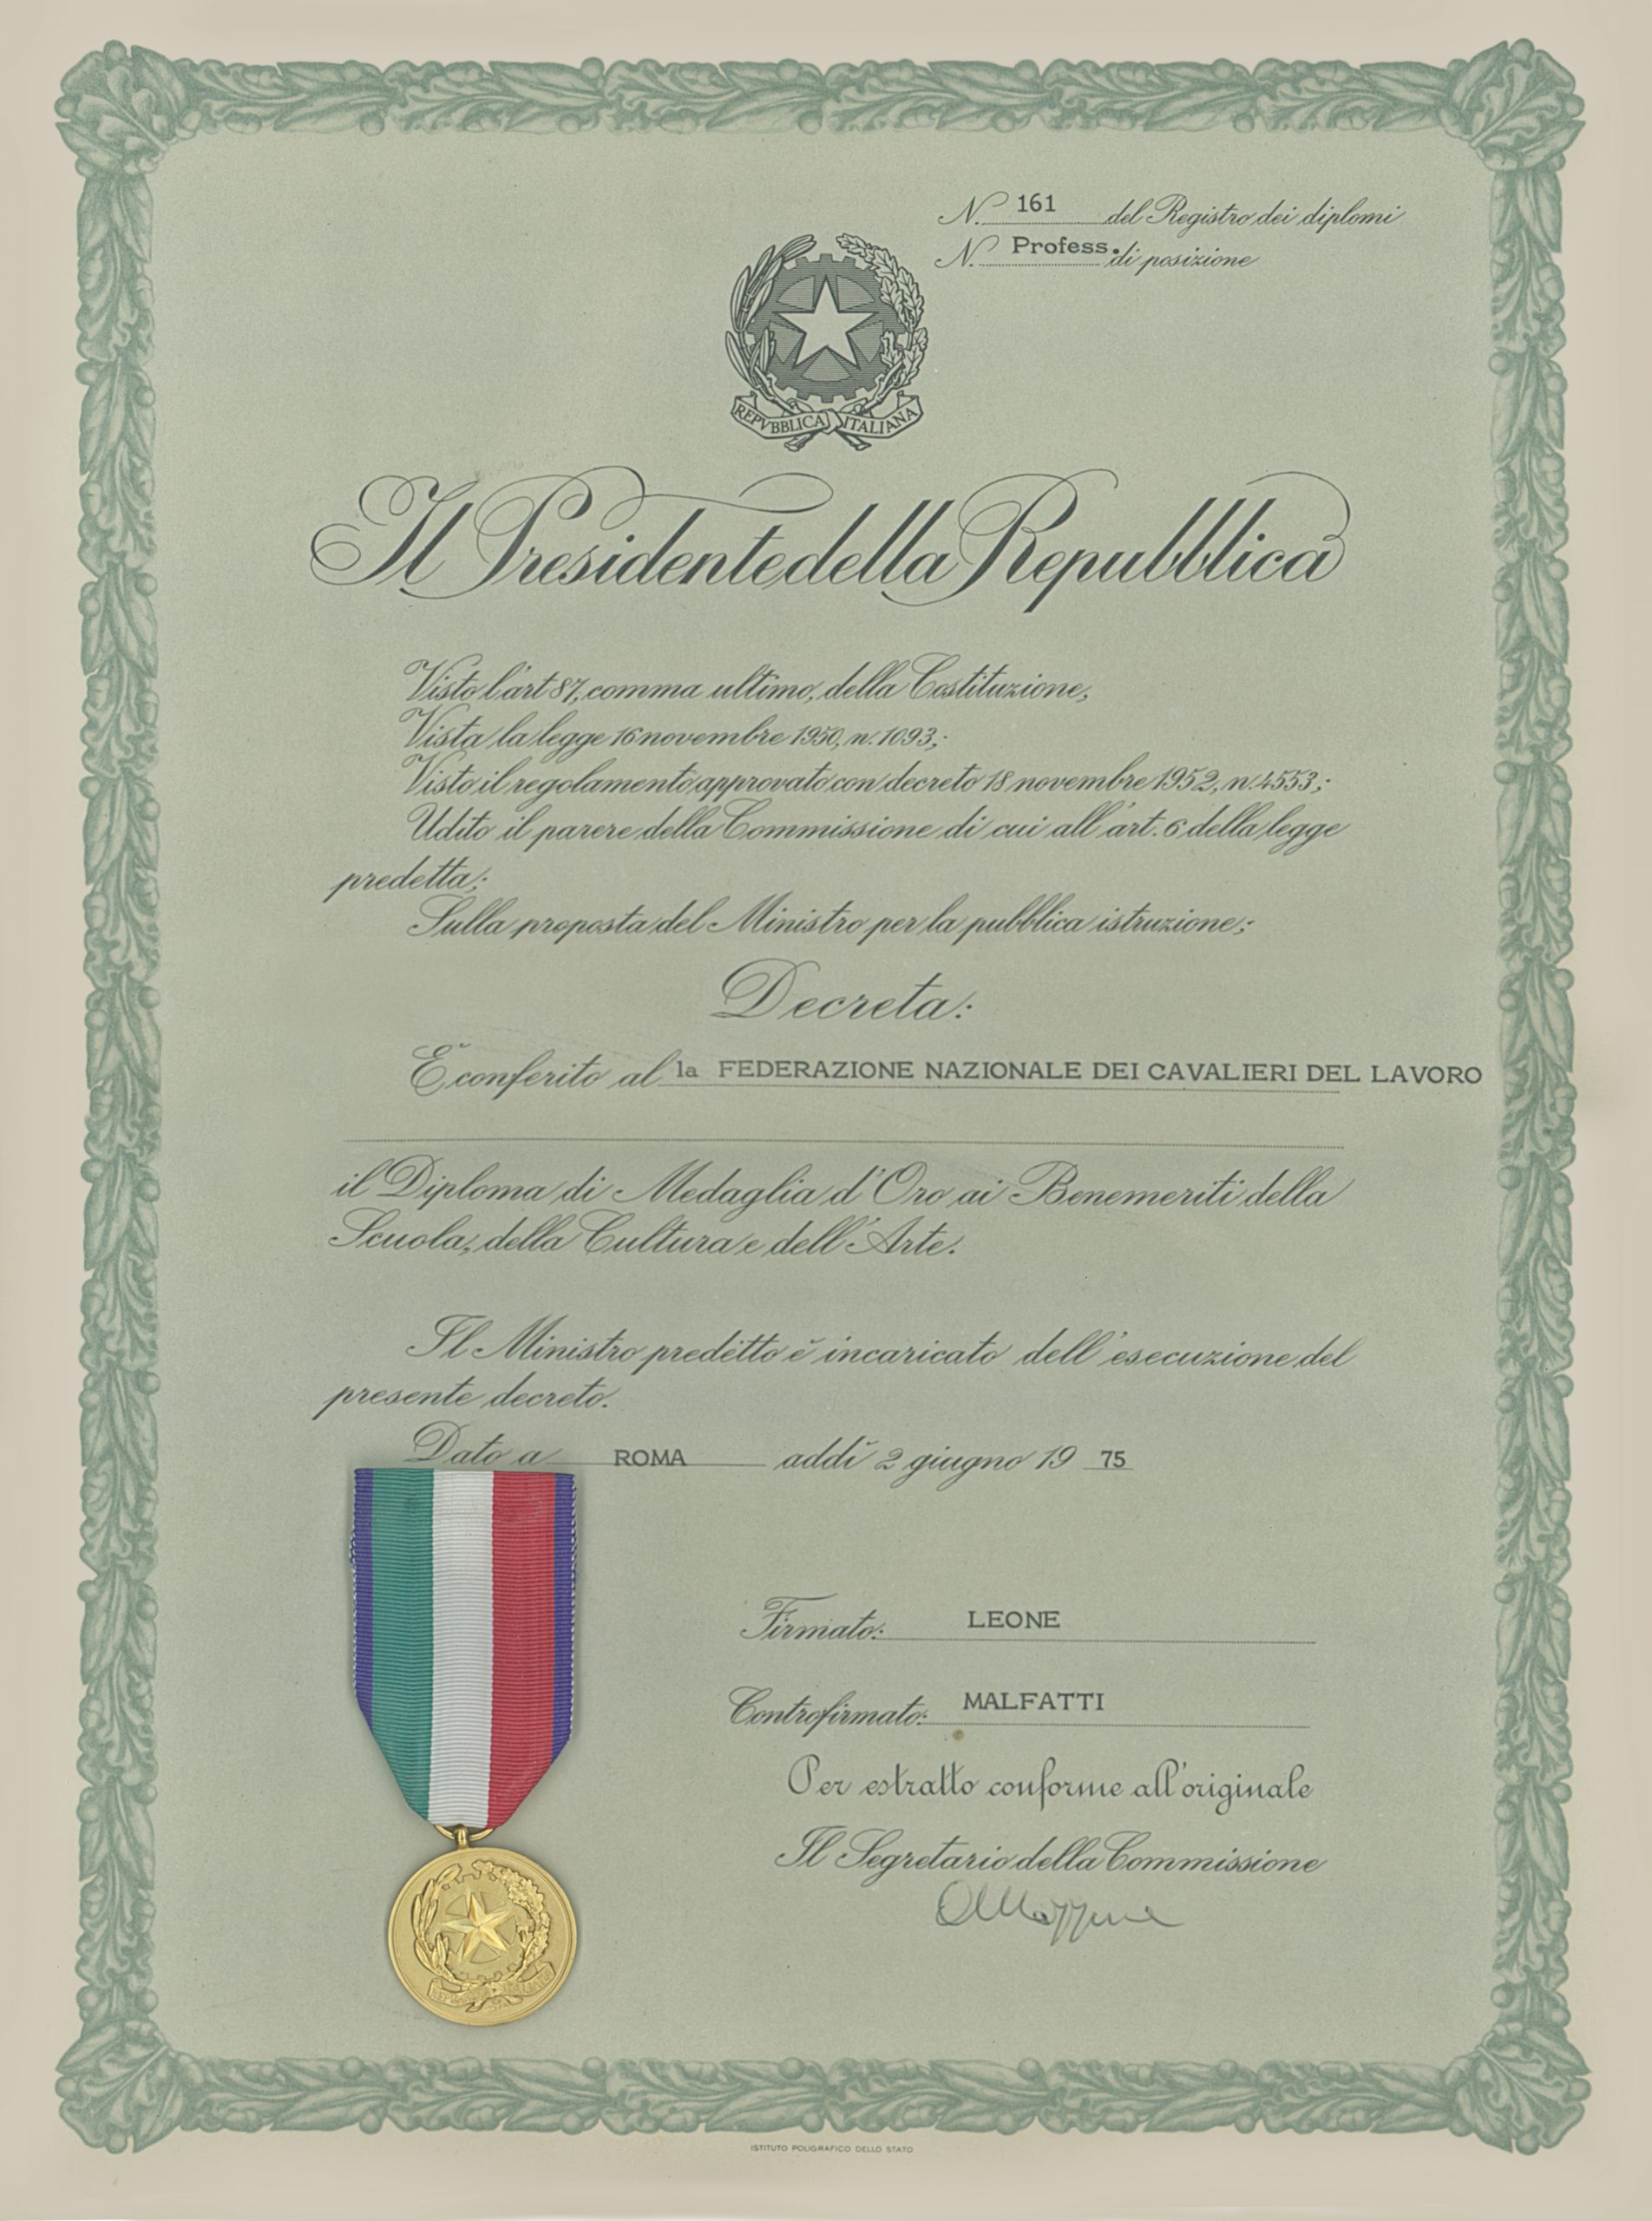 N. 161 del Registro dei diplomi
N. Profess. di posizione
REPVBBLICA ITALIANA
Il Presidente della Repubblica
Visto l'art 87, comma ultimo, della Costituzione,
Vista la legge 16 novembre 1950, n. 1093;
Visto il regolamento approvato con decreto 18 novembre 1952, n. 4553;
Udito il parere della Commissione di cui all'art. 6 della legge
predetta;
Sulla proposta del Ministro per la pubblica istruzione;
Decreta:
È conferito al la FEDERAZIONE NAZIONALE DEI CAVALIERI DEL LAVORO
il Diploma di Medaglia d'Oro ai Benemeriti della
Scuola, della Cultura e dell'Arte.
Il Ministro predetto è incaricato dell'esecuzione del
presente decreto.
Dato a ROMA addì 2 giugno 19 75
Firmato: LEONE
Controfirmato: MALFATTI
Per estratto conforme all'originale
Il Segretario della Commissione
ISTITUTO POLIGRAFICO DELLO STATO